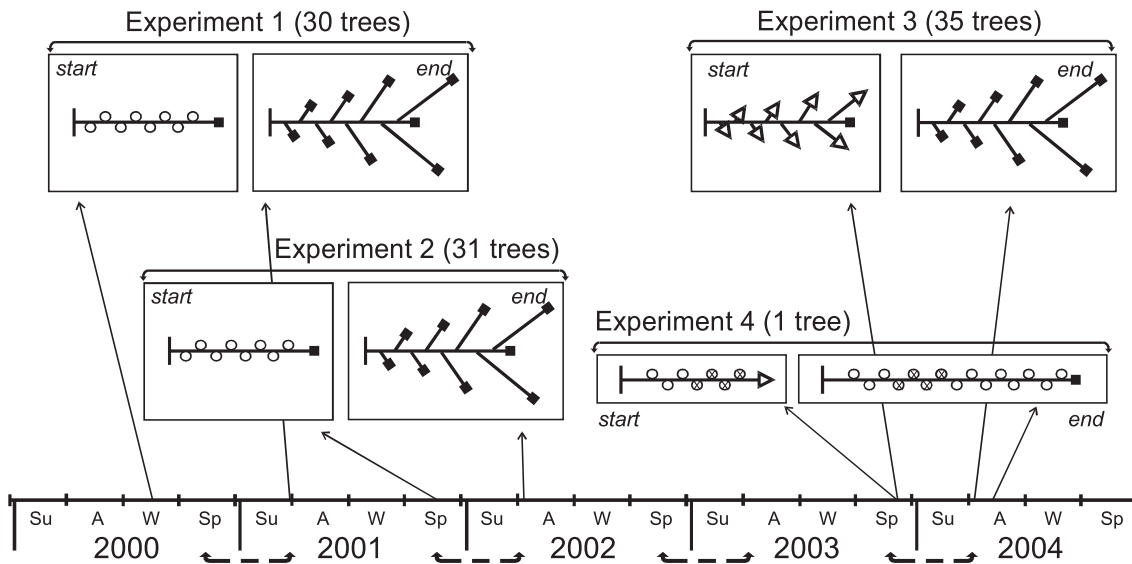 Experiment 1 (30 trees)
Experiment 3 (35 trees)
start
end
start
end
Experiment 2 (31 trees)
start
end
Experiment 4 (1 tree)
start
end
Su A W Sp Su A W Sp Su A W Sp Su A W Sp Su A W Sp
2000 2001 2002 2003 2004